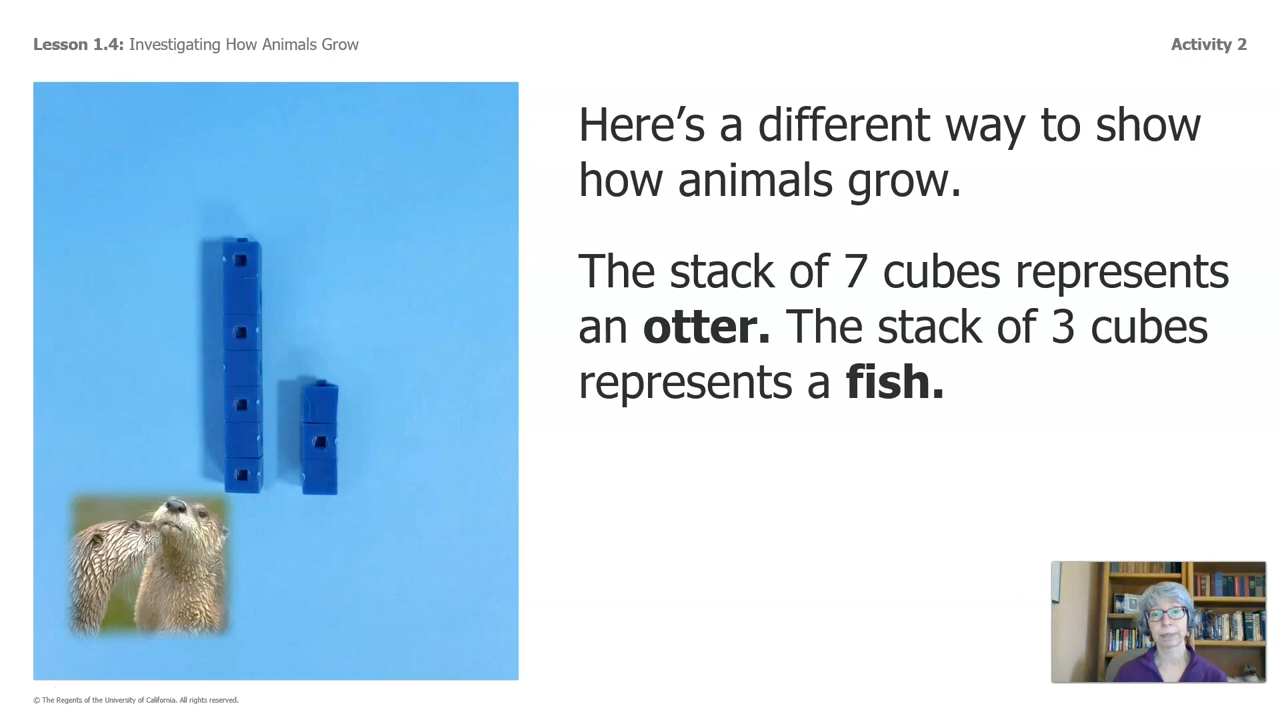 Lesson 1.4: Investigating How Animals Grow
Activity 2
Here’s a different way to show
how animals grow.
The stack of 7 cubes represents
an otter. The stack of 3 cubes
represents a fish.
© The Regents of the University of California. All rights reserved.